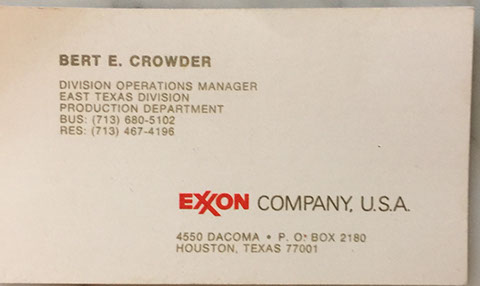 BERT E. CROWDER
DIVISION OPERATIONS MANAGER
EAST TEXAS DIVISION
PRODUCTION DEPARTMENT
BUS: (713) 680-5102
RES: (713) 467-4196
EXXON COMPANY, U.S.A.
4550 DACOMA • P. O. BOX 2180
HOUSTON, TEXAS 77001